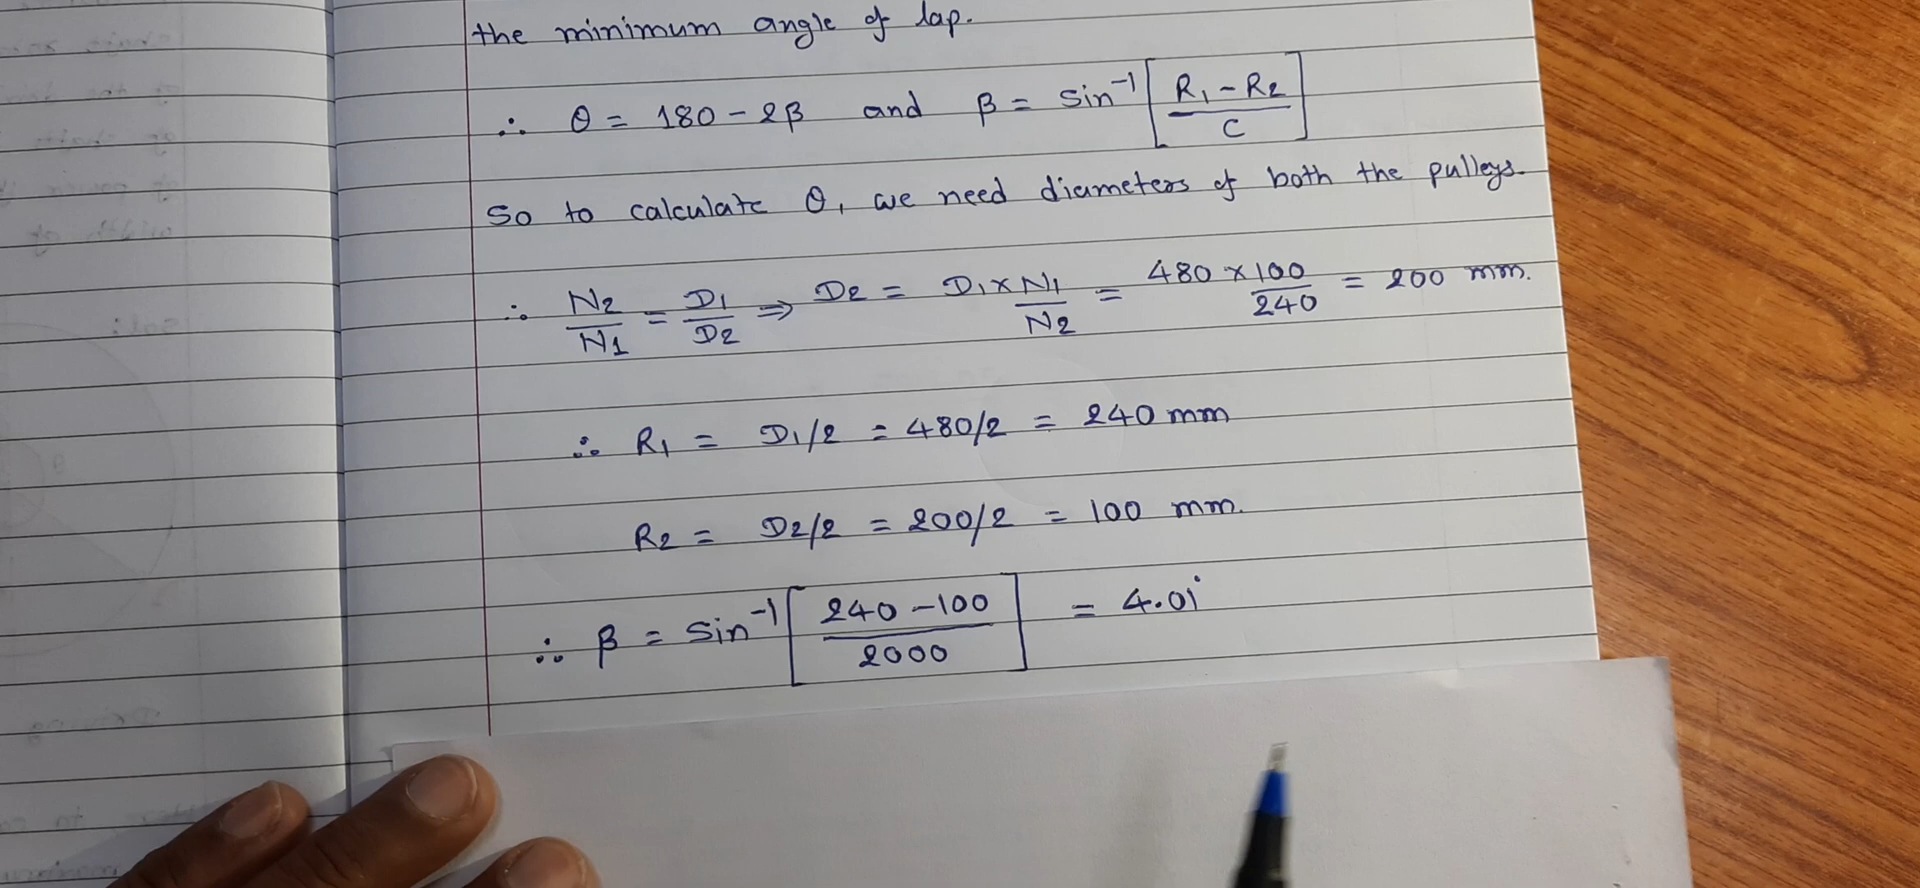 the minimum angle of lap.
∴ θ = 180 - 2β and β = sin⁻¹[(R₁ - R₂)/C]
So to calculate θ, we need diameters of both the pulleys.
∴ N₂/N₁ = D₁/D₂ ⇒ D₂ = D₁ × N₁/N₂ = 480 × 100/240 = 200 mm.
∴ R₁ = D₁/2 = 480/2 = 240 mm
R₂ = D₂/2 = 200/2 = 100 mm.
∴ β = sin⁻¹[(240 - 100)/2000] = 4.01°